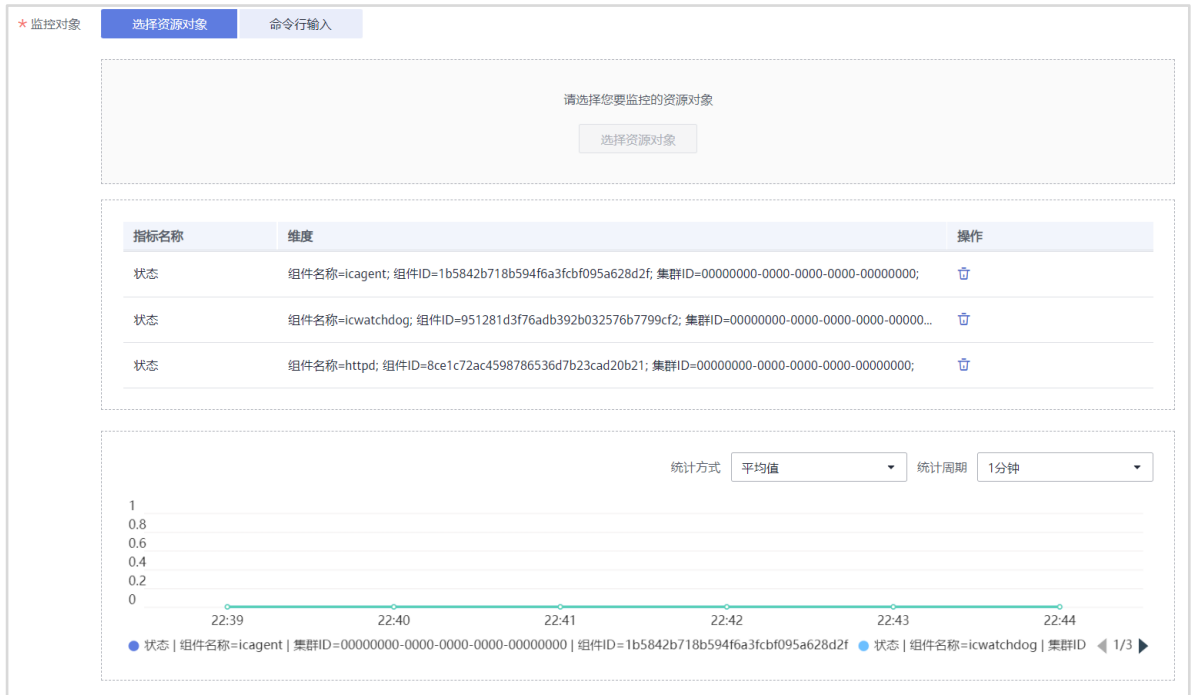 * 监控对象 选择资源对象 命令行输入
请选择您要监控的资源对象
选择资源对象
指标名称 维度 操作
状态 组件名称=icagent; 组件ID=1b5842b718b594f6a3fcbf095a628d2f; 集群ID=00000000-0000-0000-0000-00000000;
状态 组件名称=icwatchdog; 组件ID=951281d3f76adb392b032576b7799cf2; 集群ID=00000000-0000-0000-0000-00000...
状态 组件名称=httpd; 组件ID=8ce1c72ac4598786536d7b23cad20b21; 集群ID=00000000-0000-0000-0000-00000000;
统计方式 平均值 统计周期 1分钟
1
0.8
0.6
0.4
0.2
0
22:39 22:40 22:41 22:42 22:43 22:44
状态 | 组件名称=icagent | 集群ID=00000000-0000-0000-0000-00000000 | 组件ID=1b5842b718b594f6a3fcbf095a628d2f 状态 | 组件名称=icwatchdog | 集群ID 1/3